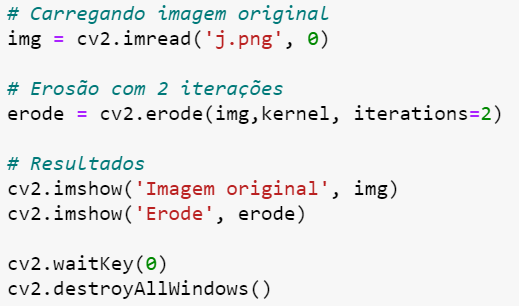 # Carregando imagem original
img = cv2.imread('j.png', 0)
# Erosão com 2 iterações
erode = cv2.erode(img,kernel, iterations=2)
# Resultados
cv2.imshow('Imagem original', img)
cv2.imshow('Erode', erode)
cv2.waitKey(0)
cv2.destroyAllWindows()